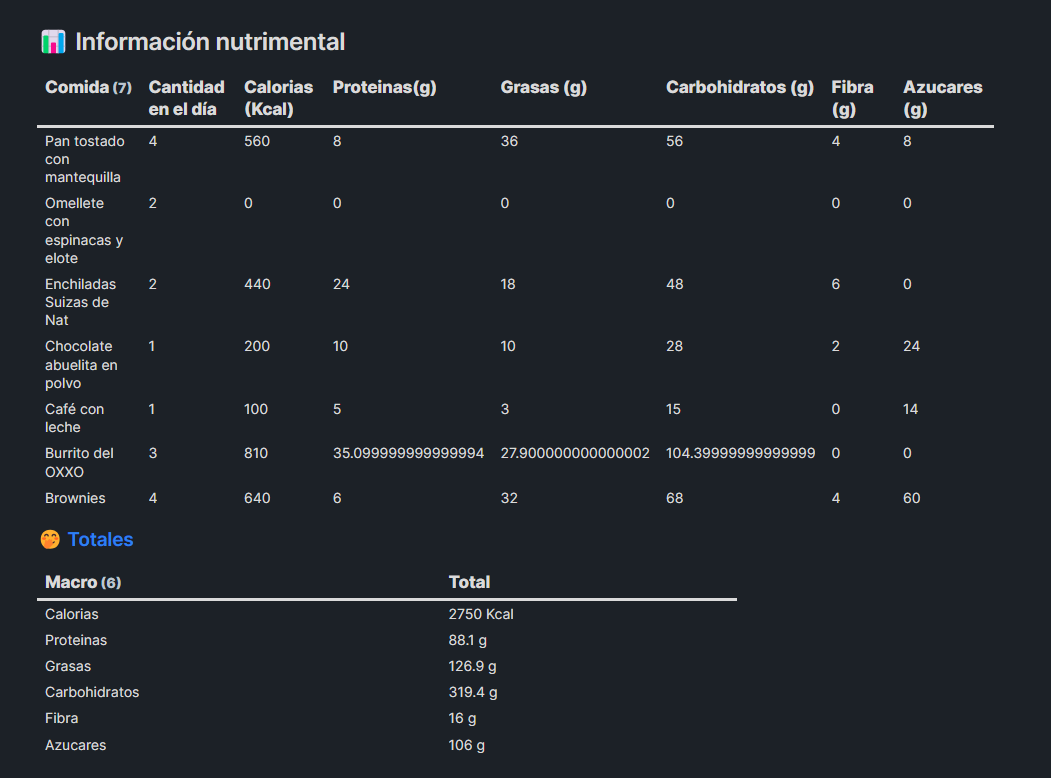 📊 Información nutrimental
Comida (7) Cantidad en el día Calorias (Kcal) Proteinas(g) Grasas (g) Carbohidratos (g) Fibra (g) Azucares (g)
Pan tostado con mantequilla 4 560 8 36 56 4 8
Omellete con espinacas y elote 2 0 0 0 0 0 0
Enchiladas Suizas de Nat 2 440 24 18 48 6 0
Chocolate abuelita en polvo 1 200 10 10 28 2 24
Café con leche 1 100 5 3 15 0 14
Burrito del OXXO 3 810 35.099999999999994 27.900000000000002 104.39999999999999 0 0
Brownies 4 640 6 32 68 4 60
🤭 Totales
Macro (6) Total
Calorias 2750 Kcal
Proteinas 88.1 g
Grasas 126.9 g
Carbohidratos 319.4 g
Fibra 16 g
Azucares 106 g